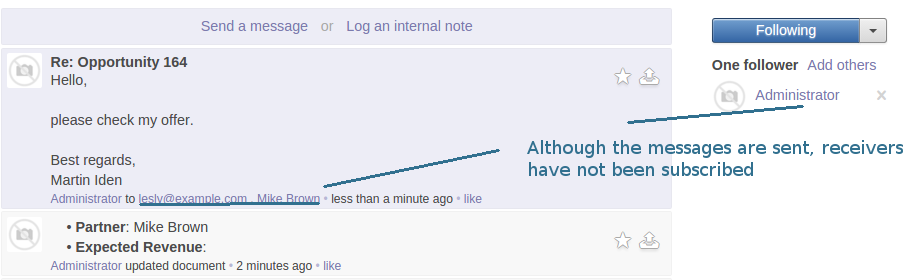 Send a message or Log an internal note
Following
Re: Opportunity 164
Hello,
One follower Add others
please check my offer.
Administrator ×
Best regards,
Martin Iden
Administrator to lesly@example.com , Mike Brown • less than a minute ago • like
Although the messages are sent, receivers
have not been subscribed
• Partner: Mike Brown
• Expected Revenue:
Administrator updated document • 2 minutes ago • like